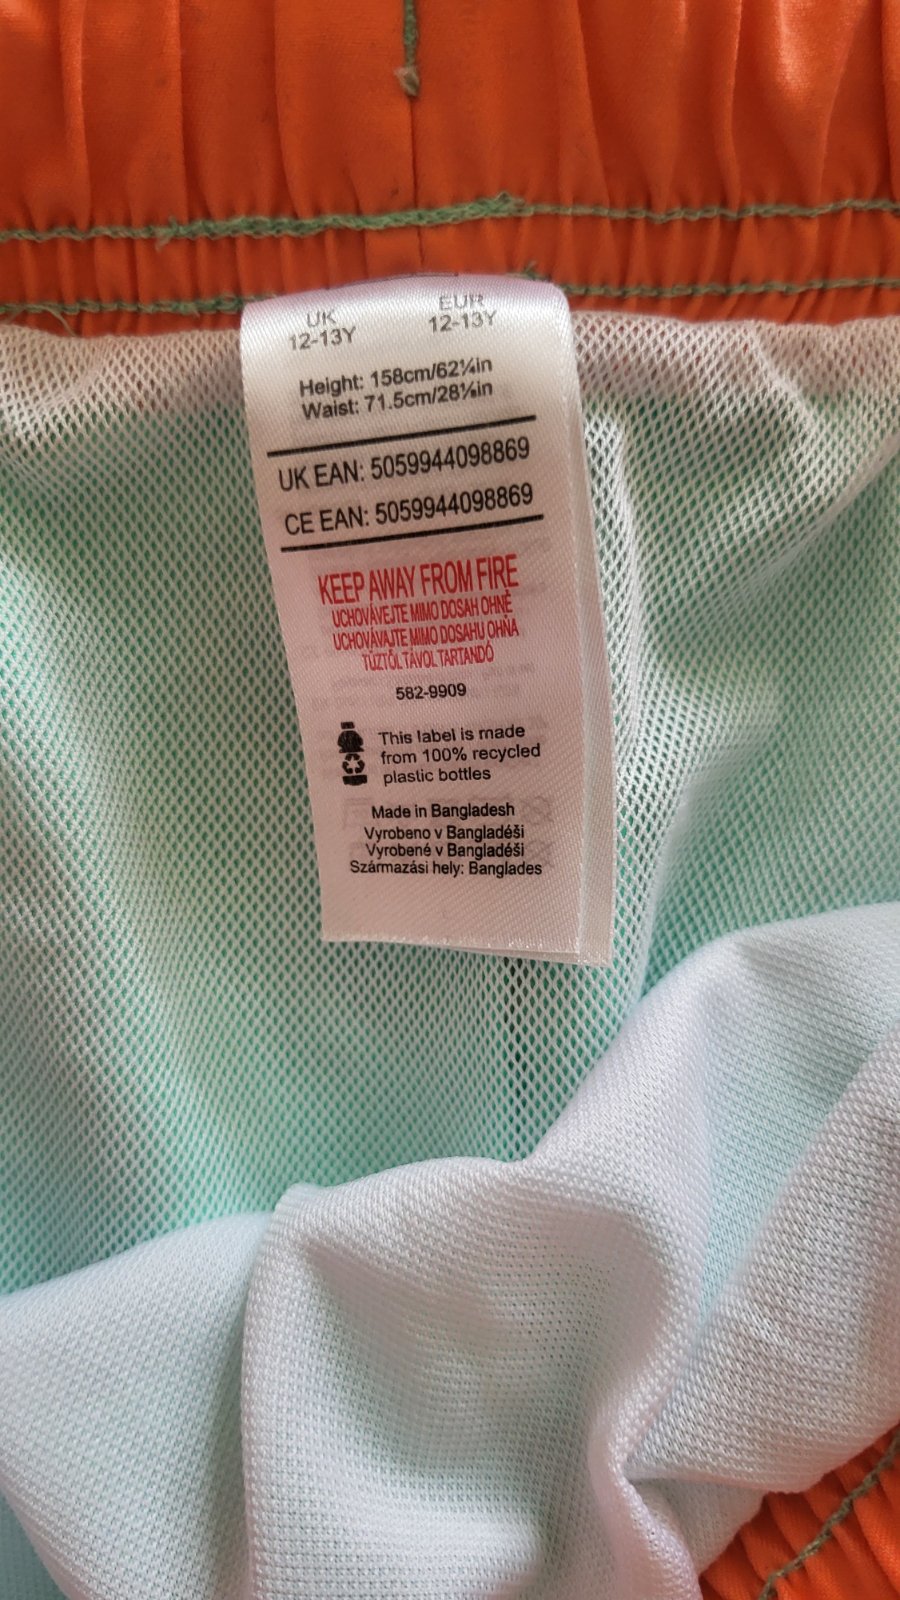 UK EUR
12-13Y 12-13Y
Height: 158cm/62¼in
Waist: 71.5cm/28⅛in
UK EAN: 5059944098869
CE EAN: 5059944098869
KEEP AWAY FROM FIRE
UCHOVÁVEJTE MIMO DOSAH OHNĚ
UCHOVÁVAJTE MIMO DOSAHU OHŇA
TŰZTŐL TÁVOL TARTANDÓ
582-9909
This label is made
from 100% recycled
plastic bottles
Made in Bangladesh
Vyrobeno v Bangladéši
Vyrobené v Bangladéši
Származási hely: Banglades